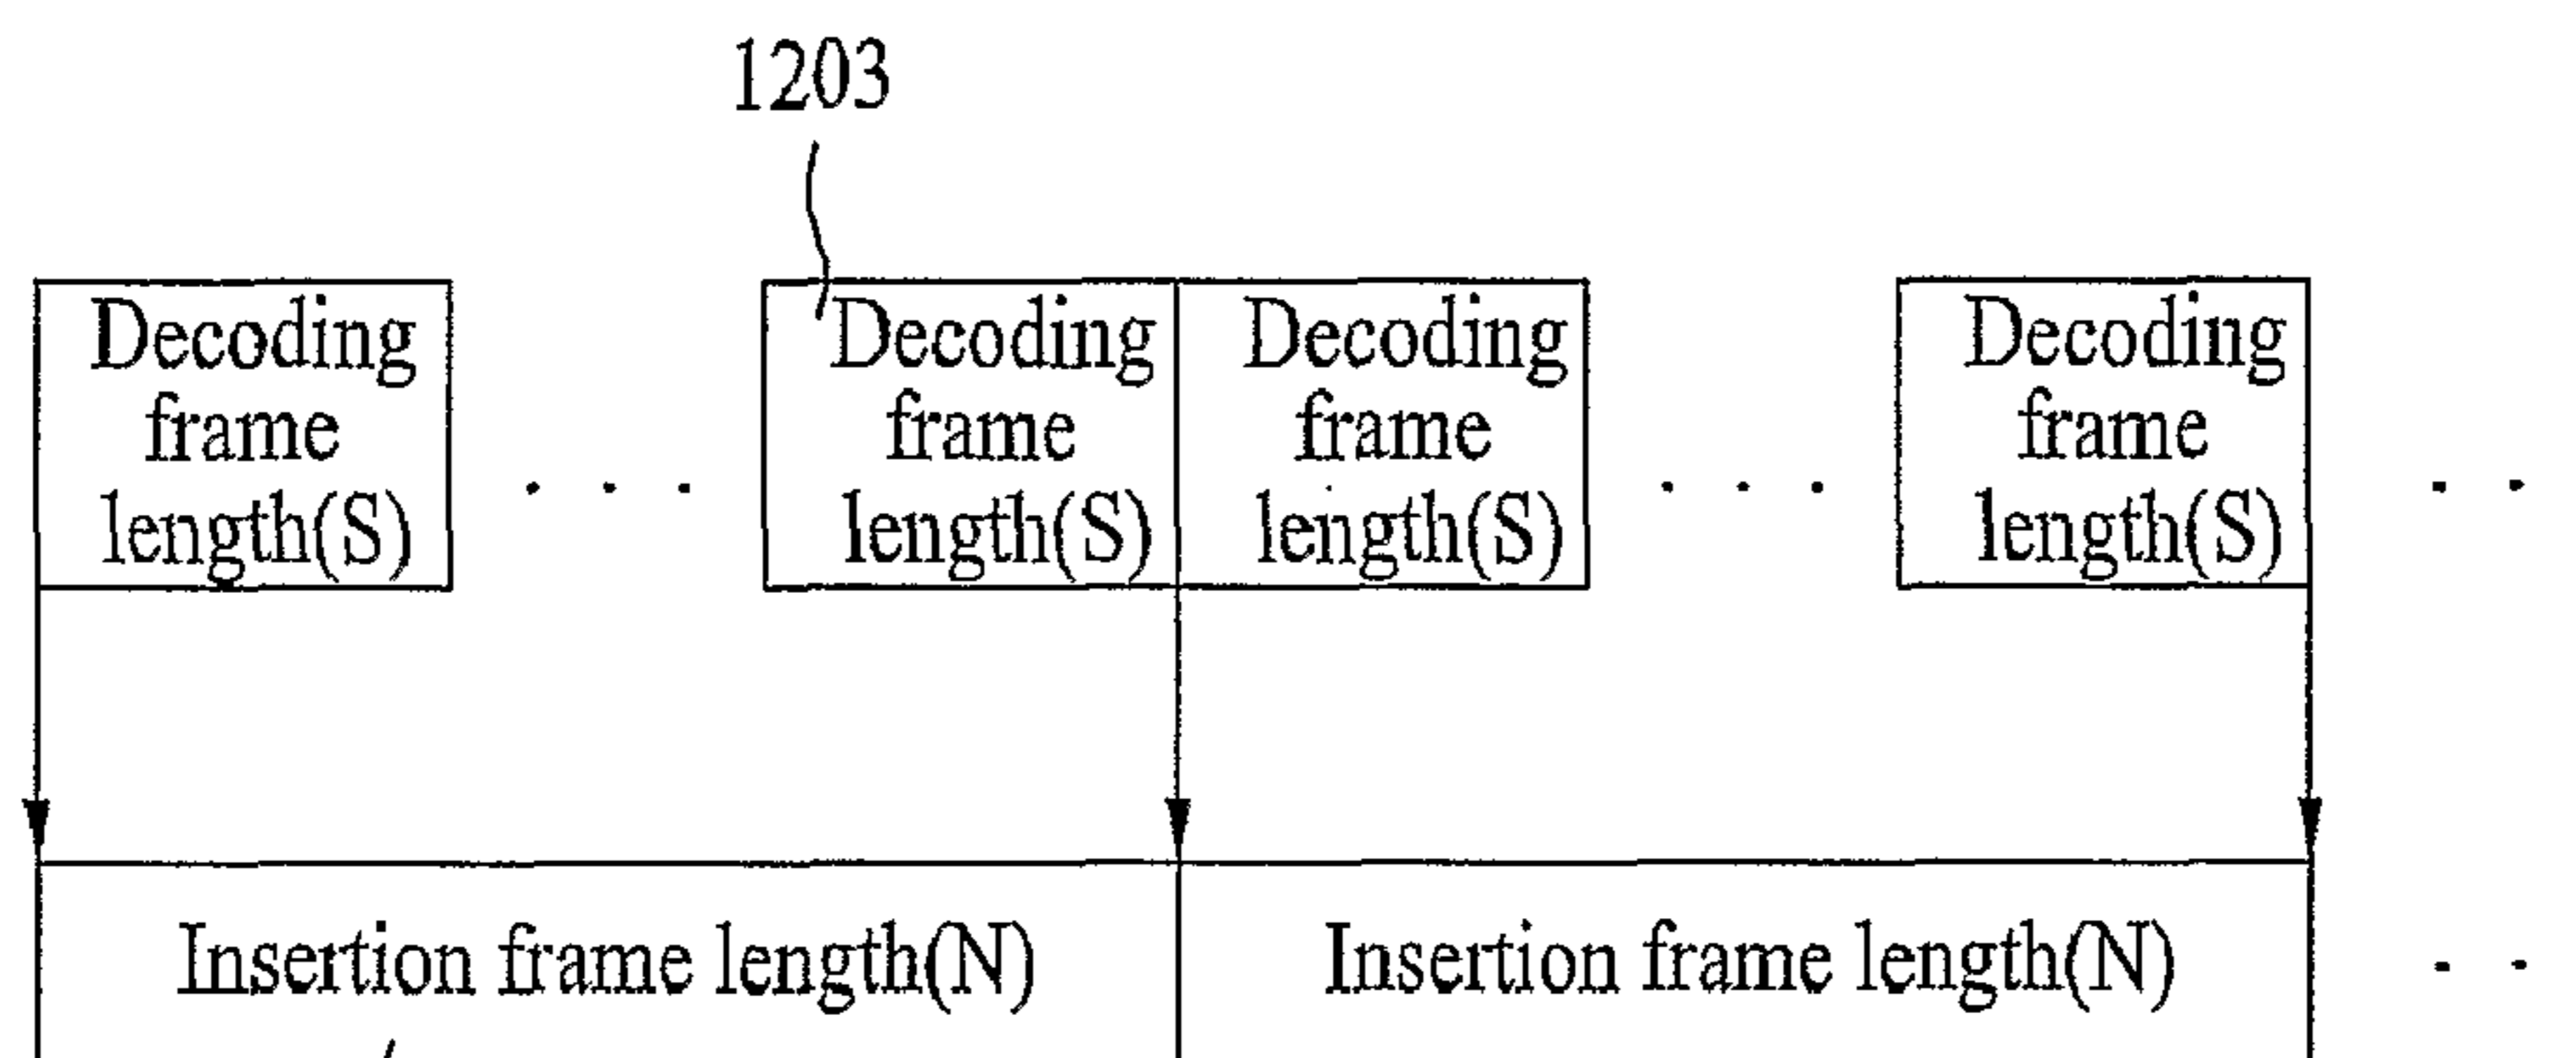 1203
Decoding
frame
length(S)
. . .
Decoding
frame
length(S)
Decoding
frame
length(S)
. . .
Decoding
frame
length(S)
. .
Insertion frame length(N)
Insertion frame length(N)
. .